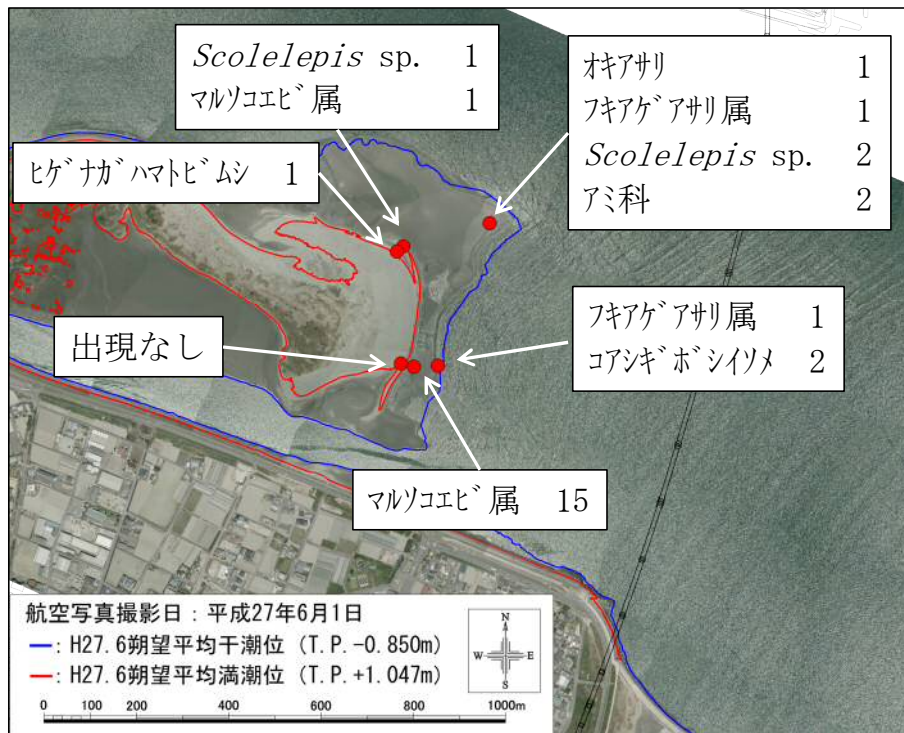 Scolelepis sp. 1
マルソコエビ属 1
オキアサリ 1
フキアゲアサリ属 1
Scolelepis sp. 2
アミ科 2
ヒゲナガハマトビムシ 1
出現なし
フキアゲアサリ属 1
コアシギボシイソメ 2
マルソコエビ属 15
航空写真撮影日：平成27年6月1日
━：H27.6朔望平均干潮位（T.P.-0.850m）
━：H27.6朔望平均満潮位（T.P.+1.047m）
N
W E
S
0 100 200 400 600 800 1000m